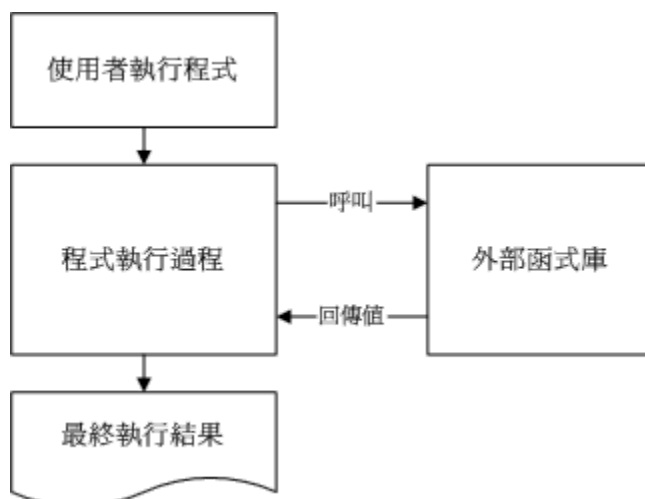 使用者執行程式
程式執行過程
呼叫
外部函式庫
回傳值
最終執行結果